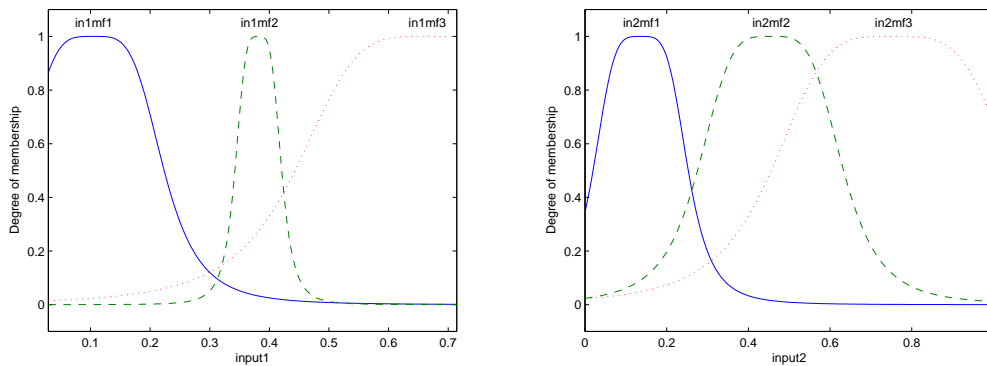 in1mf1 in1mf2 in1mf3
1
0.8
0.6
0.4
0.2
0
Degree of membership
0.1 0.2 0.3 0.4 0.5 0.6 0.7
input1
in2mf1 in2mf2 in2mf3
1
0.8
0.6
0.4
0.2
0
Degree of membership
0 0.2 0.4 0.6 0.8
input2